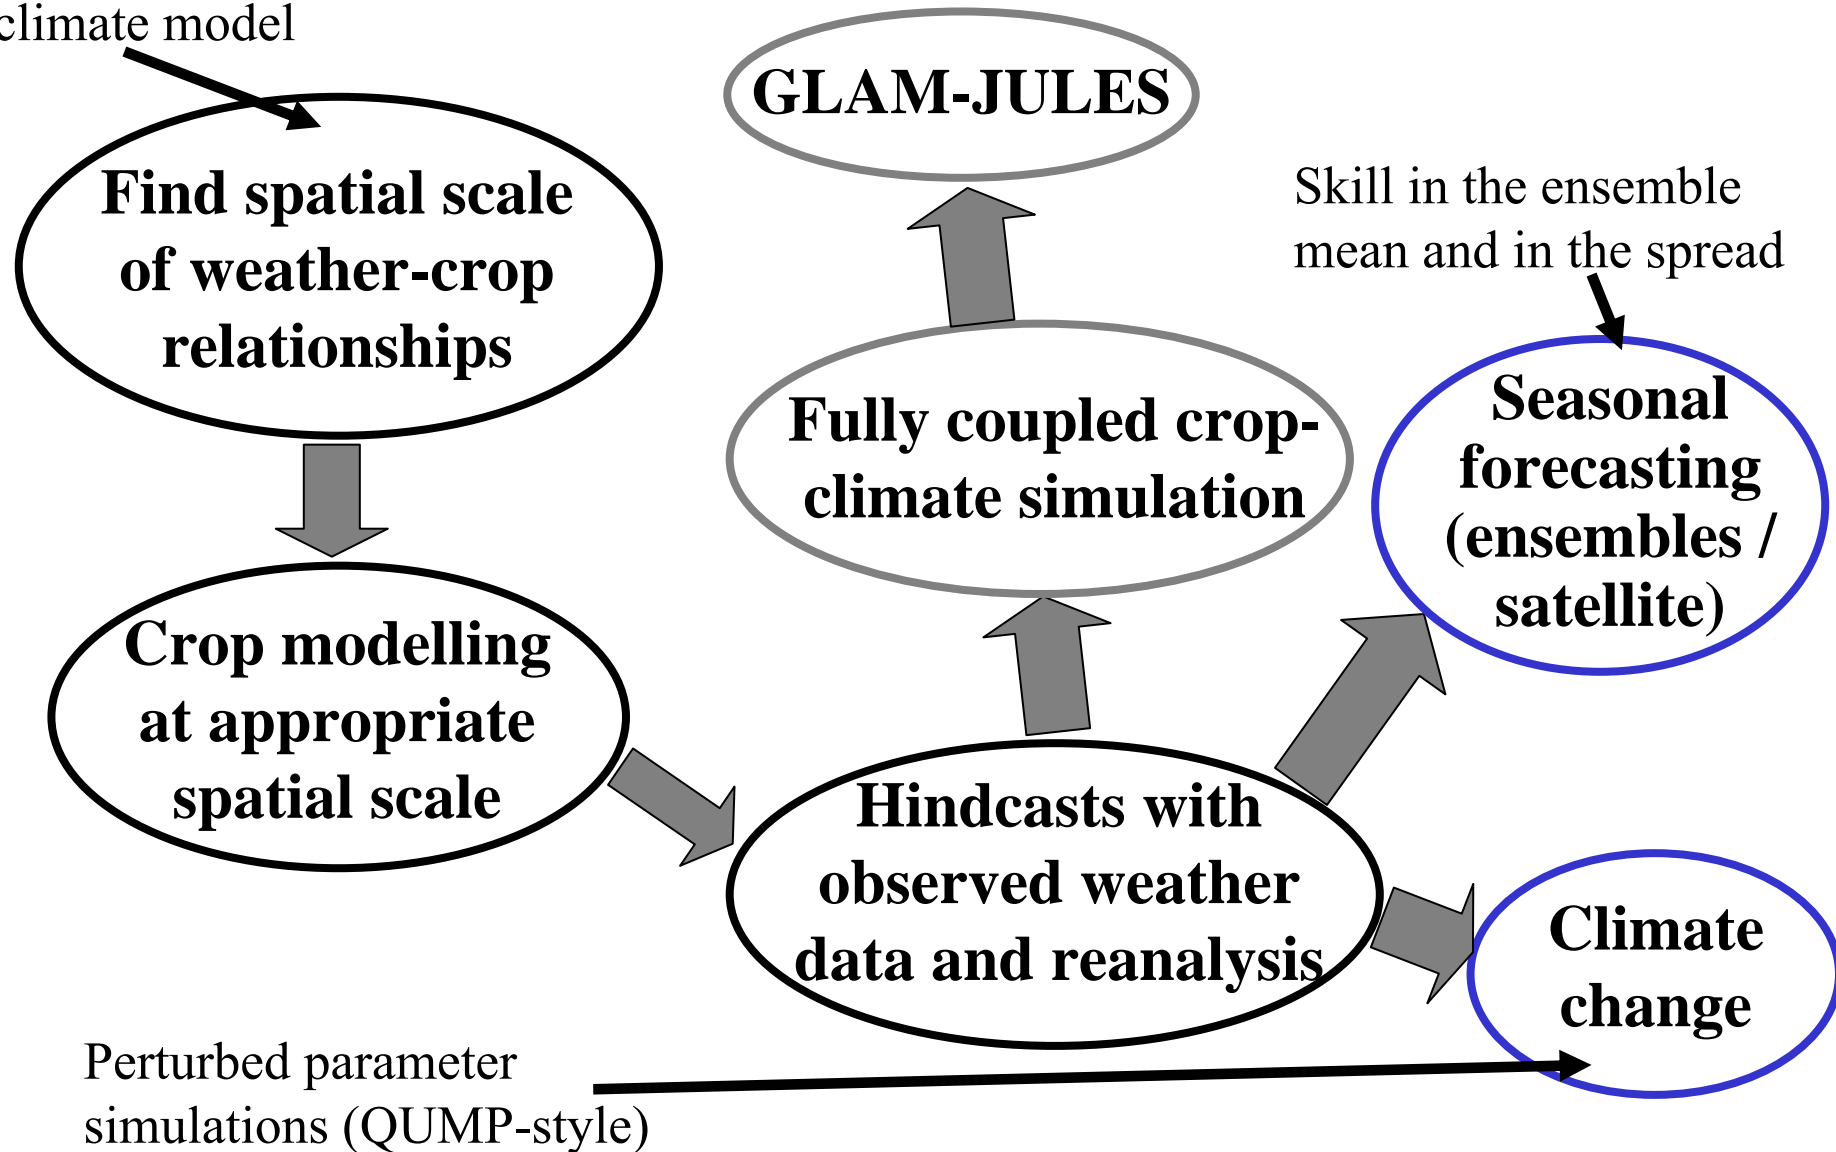 climate model
GLAM-JULES
Find spatial scale
of weather-crop
relationships
Skill in the ensemble
mean and in the spread
Fully coupled crop-
climate simulation
Seasonal
forecasting
(ensembles /
satellite)
Crop modelling
at appropriate
spatial scale
Hindcasts with
observed weather
data and reanalysis
Climate
change
Perturbed parameter
simulations (QUMP-style)